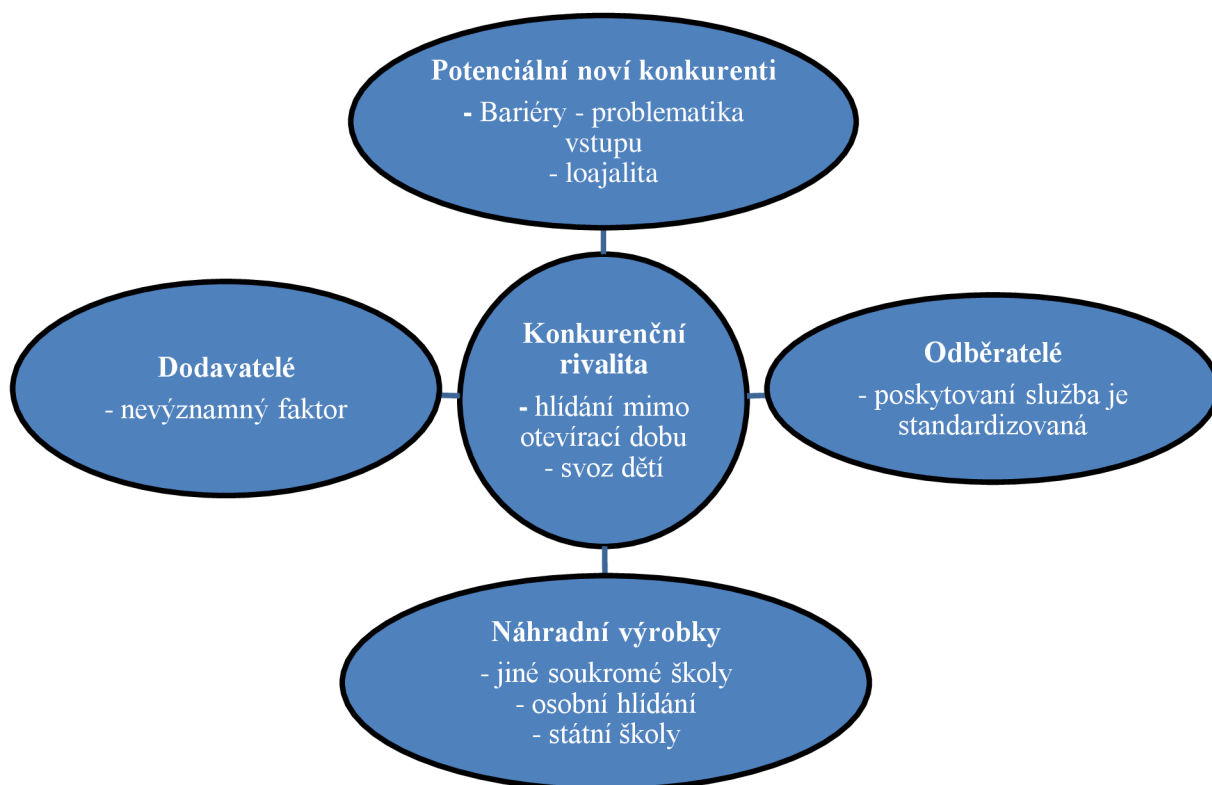 Potenciální noví konkurenti
- Bariéry - problematika
vstupu
- loajalita
Dodavatelé
- nevýznamný faktor
Konkurenční
rivalita
- hlídání mimo
otevírací dobu
- svoz dětí
Odběratelé
- poskytovaní služba je
standardizovaná
Náhradní výrobky
- jiné soukromé školy
- osobní hlídání
- státní školy